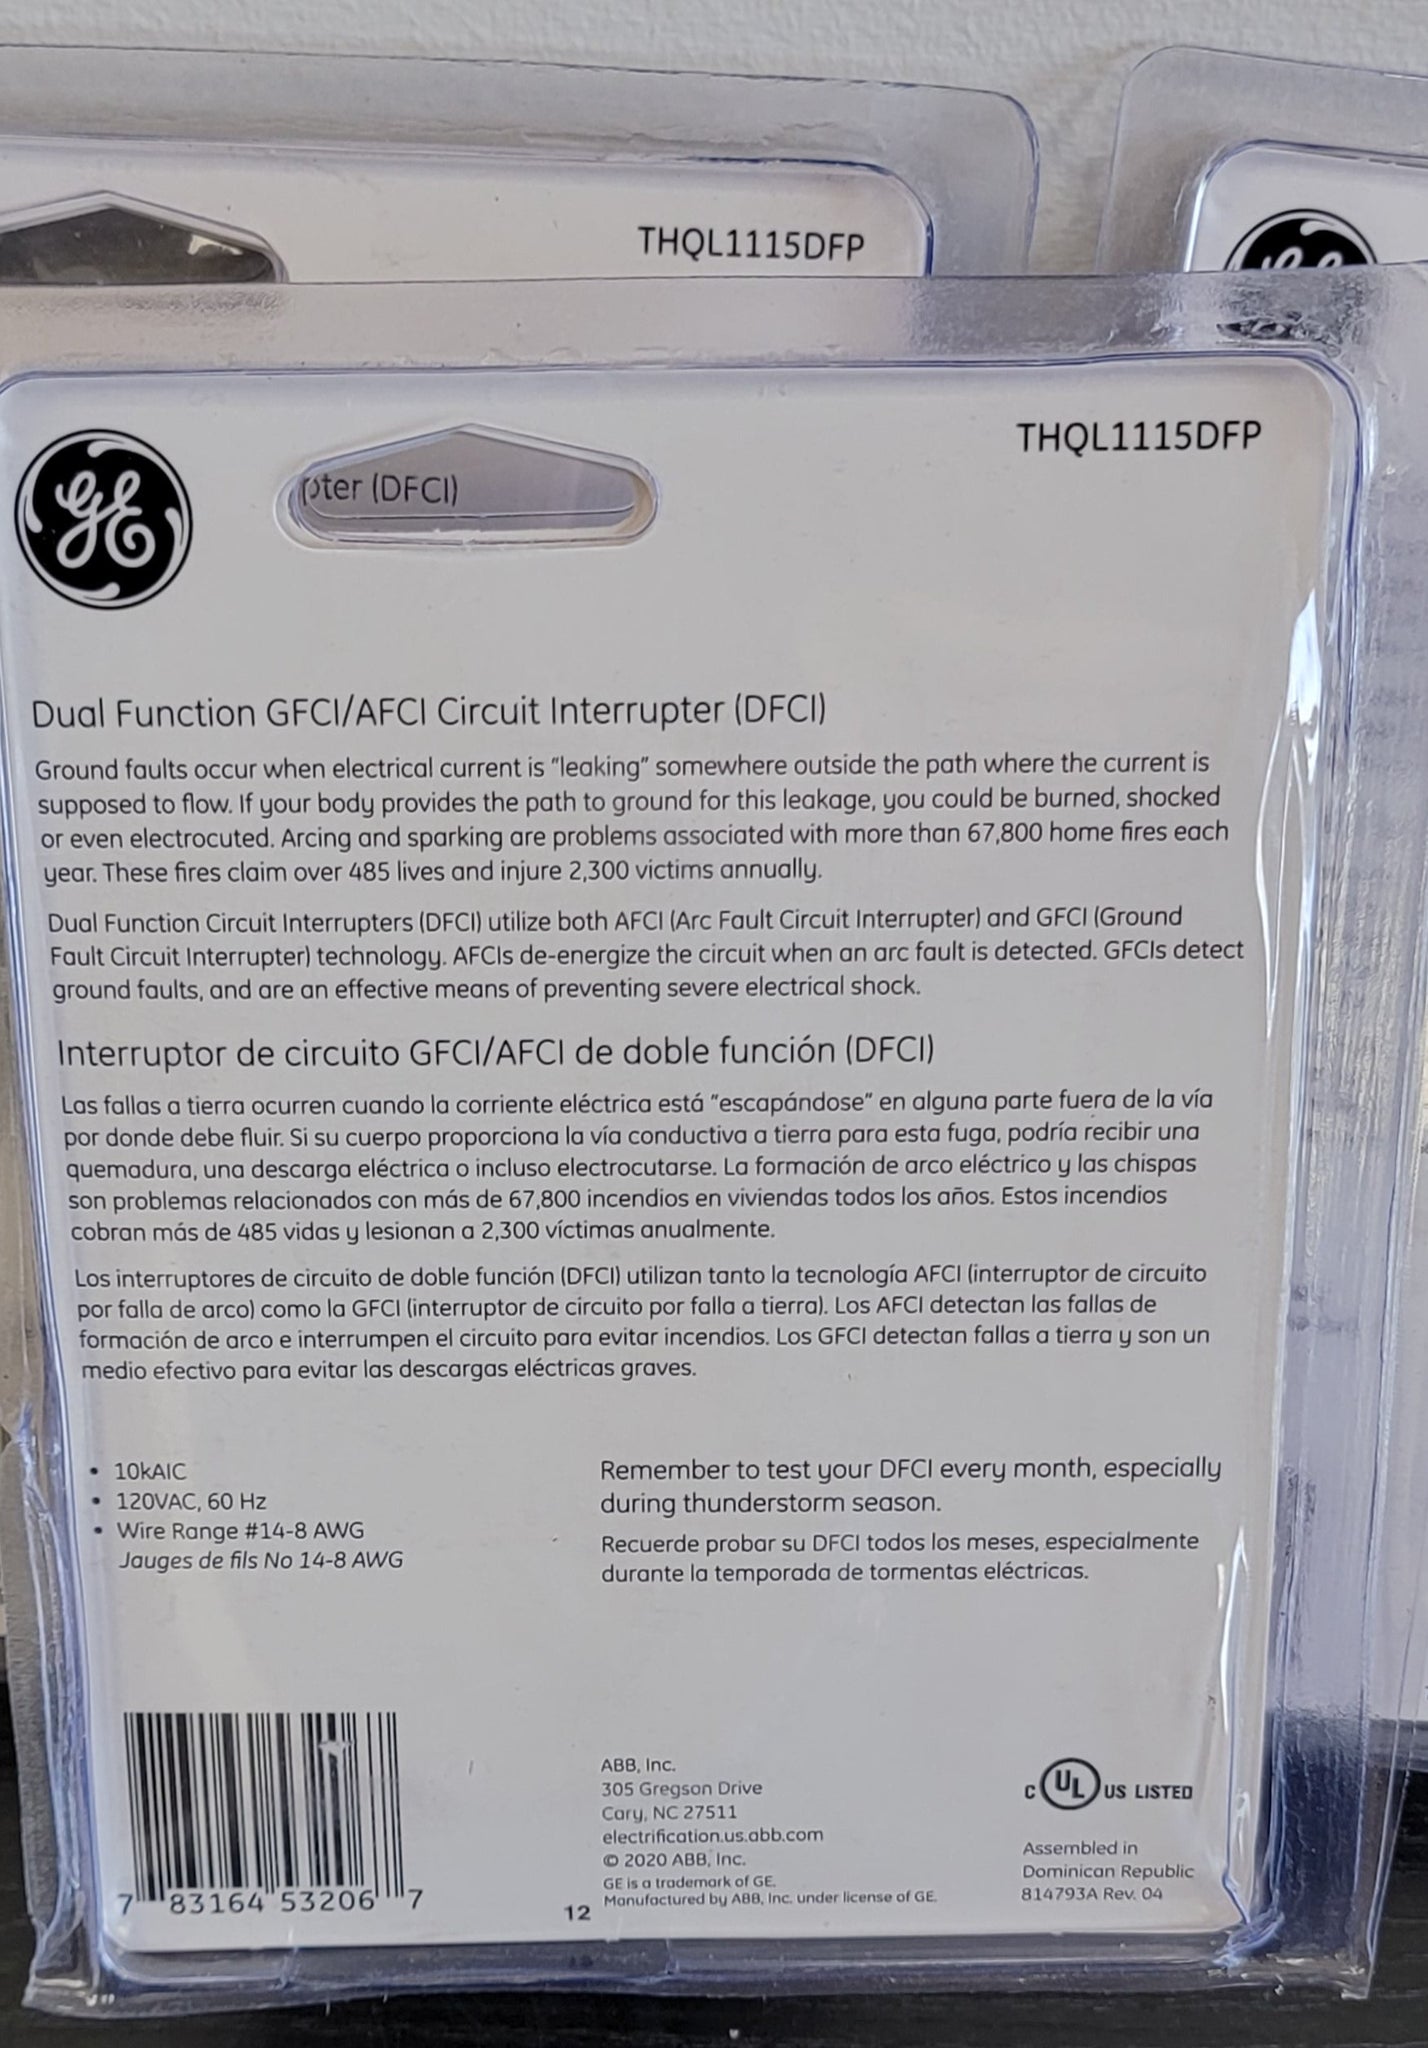 THQL1115DFP
GE
pter (DFCI)
THQL1115DFP
Dual Function GFCI/AFCI Circuit Interrupter (DFCI)
Ground faults occur when electrical current is "leaking" somewhere outside the path where the current is
supposed to flow. If your body provides the path to ground for this leakage, you could be burned, shocked
or even electrocuted. Arcing and sparking are problems associated with more than 67,800 home fires each
year. These fires claim over 485 lives and injure 2,300 victims annually.
Dual Function Circuit Interrupters (DFCI) utilize both AFCI (Arc Fault Circuit Interrupter) and GFCI (Ground
Fault Circuit Interrupter) technology. AFCIs de-energize the circuit when an arc fault is detected. GFCIs detect
ground faults, and are an effective means of preventing severe electrical shock.
Interruptor de circuito GFCI/AFCI de doble función (DFCI)
Las fallas a tierra ocurren cuando la corriente eléctrica está "escapándose" en alguna parte fuera de la vía
por donde debe fluir. Si su cuerpo proporciona la vía conductiva a tierra para esta fuga, podría recibir una
quemadura, una descarga eléctrica o incluso electrocutarse. La formación de arco eléctrico y las chispas
son problemas relacionados con más de 67,800 incendios en viviendas todos los años. Estos incendios
cobran más de 485 vidas y lesionan a 2,300 víctimas anualmente.
Los interruptores de circuito de doble función (DFCI) utilizan tanto la tecnología AFCI (interruptor de circuito
por falla de arco) como la GFCI (interruptor de circuito por falla a tierra). Los AFCI detectan las fallas de
formación de arco e interrumpen el circuito para evitar incendios. Los GFCI detectan fallas a tierra y son un
medio efectivo para evitar las descargas eléctricas graves.
• 10kAIC
• 120VAC, 60 Hz
• Wire Range #14-8 AWG
Jauges de fils No 14-8 AWG
Remember to test your DFCI every month, especially
during thunderstorm season.
Recuerde probar su DFCI todos los meses, especialmente
durante la temporada de tormentas eléctricas.
7 83164 53206 7
12
ABB, Inc.
305 Gregson Drive
Cary, NC 27511
electrification.us.abb.com
© 2020 ABB, Inc.
GE is a trademark of GE.
Manufactured by ABB, Inc. under license of GE.
C UL US LISTED
Assembled in
Dominican Republic
814793A Rev. 04